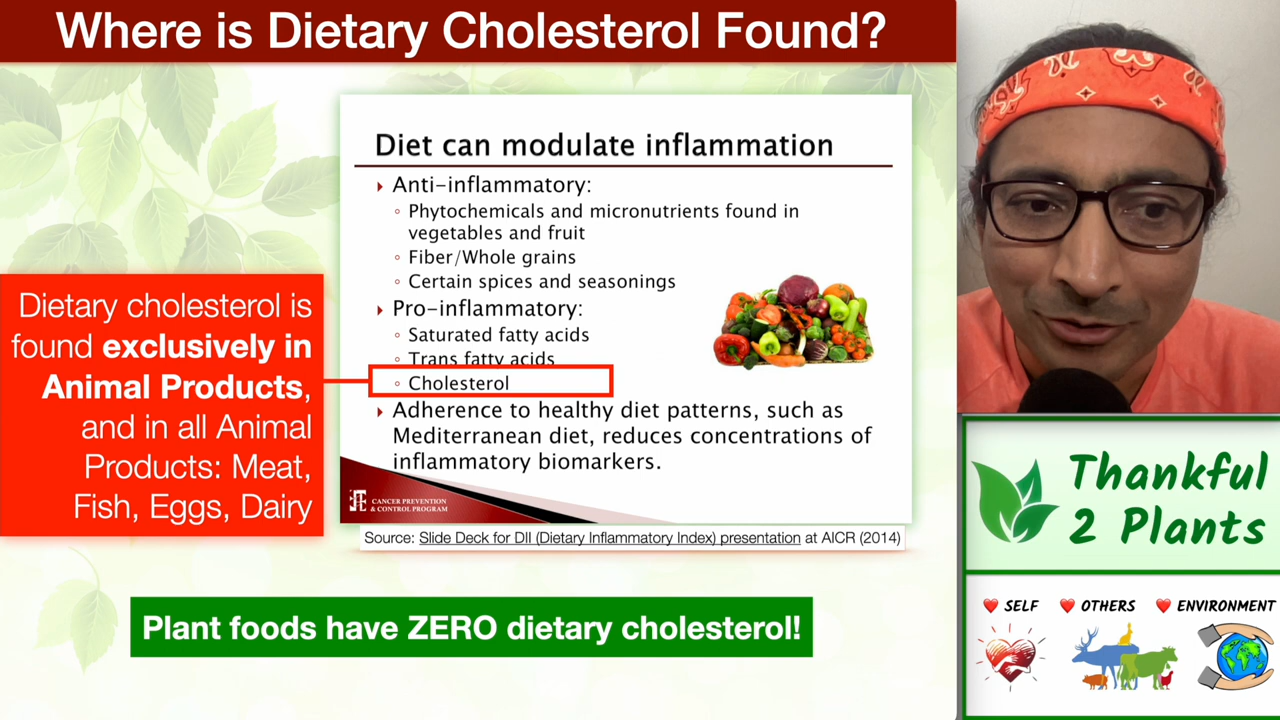 Where is Dietary Cholesterol Found?
Diet can modulate inflammation
Anti-inflammatory:
Phytochemicals and micronutrients found in
vegetables and fruit
Fiber/Whole grains
Certain spices and seasonings
Pro-inflammatory:
Saturated fatty acids
Trans fatty acids
Cholesterol
Adherence to healthy diet patterns, such as
Mediterranean diet, reduces concentrations of
inflammatory biomarkers.
CANCER PREVENTION
& CONTROL PROGRAM
Source: Slide Deck for DII (Dietary Inflammatory Index) presentation at AICR (2014)
Dietary cholesterol is
found exclusively in
Animal Products,
and in all Animal
Products: Meat,
Fish, Eggs, Dairy
Plant foods have ZERO dietary cholesterol!
Thankful
2 Plants
SELF
OTHERS
ENVIRONMENT